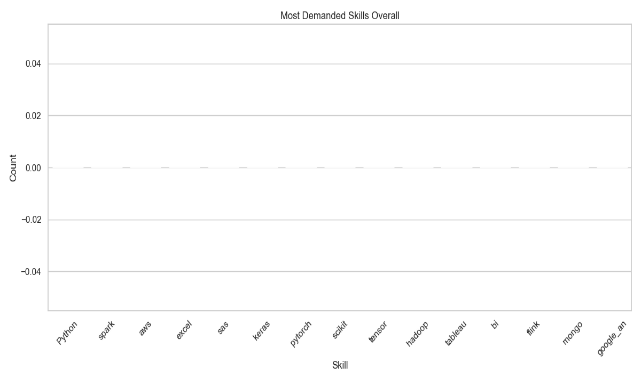 Most Demanded Skills Overall
0.04
0.02
0.00
−0.02
−0.04
Count
Python
spark
aws
excel
sas
keras
pytorch
scikit
tensor
hadoop
tableau
bi
flink
mongo
google_an
Skill